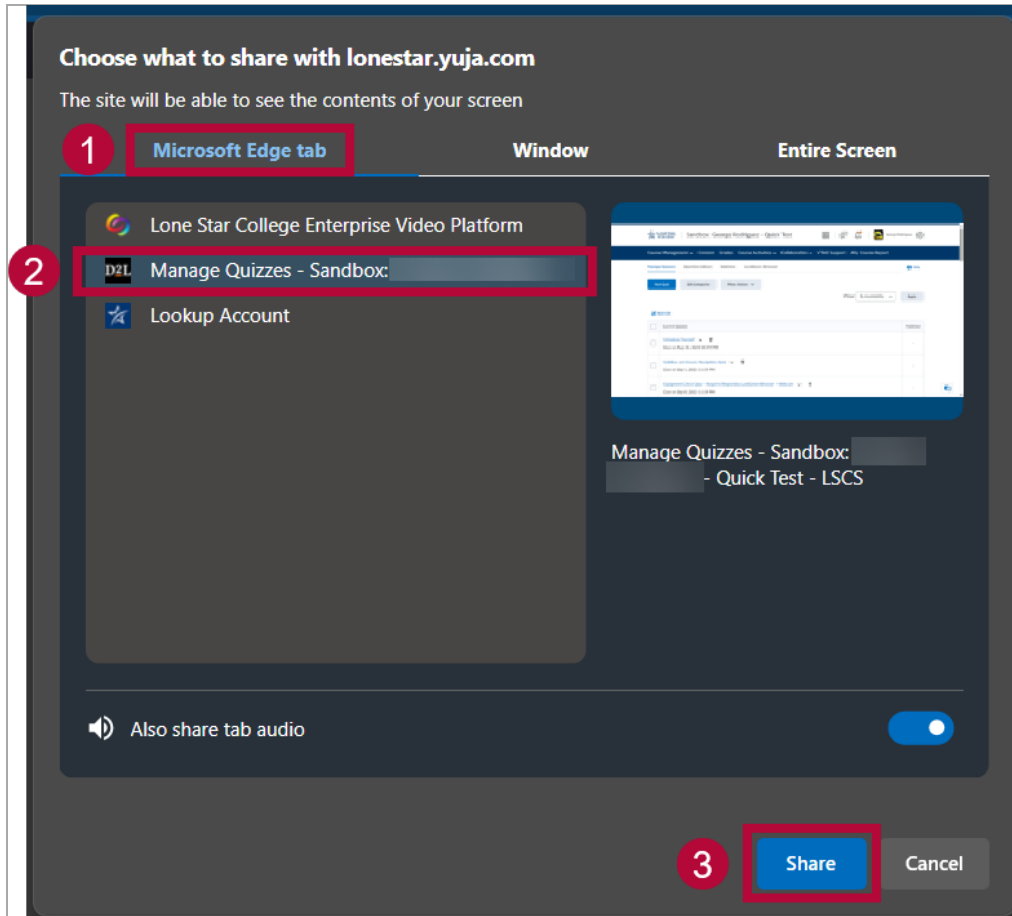 Choose what to share with lonestar.yuja.com
The site will be able to see the contents of your screen
1
Microsoft Edge tab
Window
Entire Screen
Lone Star College Enterprise Video Platform
2
D2L
Manage Quizzes - Sandbox:
Lookup Account
Manage Quizzes - Sandbox:
- Quick Test - LSCS
Also share tab audio
3
Share
Cancel